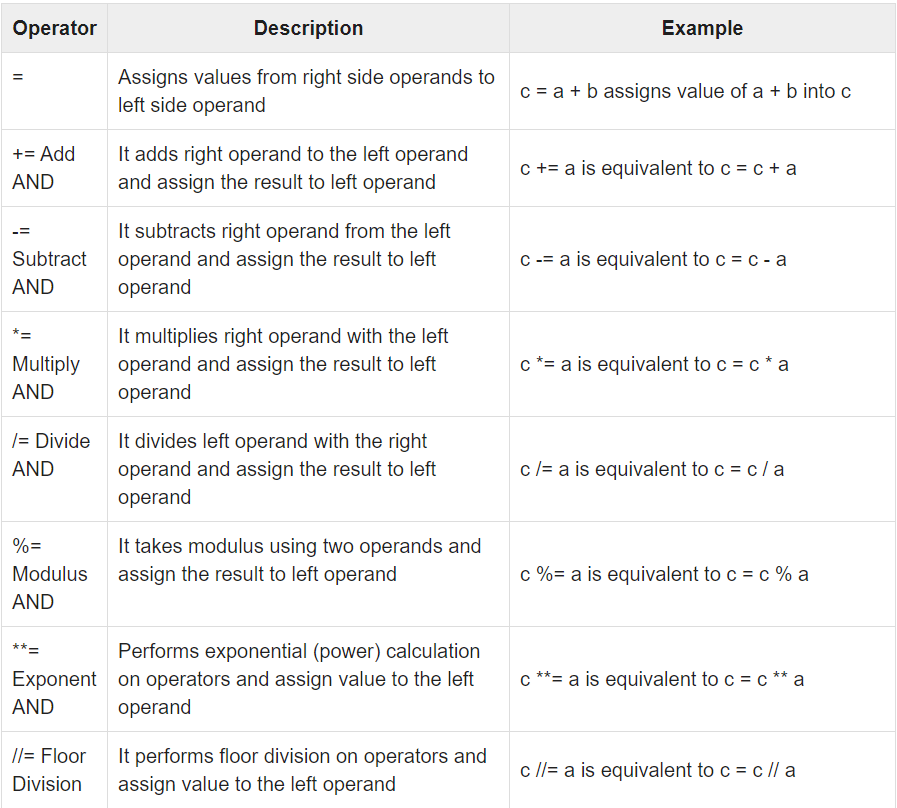 Operator Description Example
=
Assigns values from right side operands to
left side operand
c = a + b assigns value of a + b into c
+= Add
AND
It adds right operand to the left operand
and assign the result to left operand
c += a is equivalent to c = c + a
-=
Subtract
AND
It subtracts right operand from the left
operand and assign the result to left
operand
c -= a is equivalent to c = c - a
*=
Multiply
AND
It multiplies right operand with the left
operand and assign the result to left
operand
c *= a is equivalent to c = c * a
/= Divide
AND
It divides left operand with the right
operand and assign the result to left
operand
c /= a is equivalent to c = c / a
%=
Modulus
AND
It takes modulus using two operands and
assign the result to left operand
c %= a is equivalent to c = c % a
**=
Exponent
AND
Performs exponential (power) calculation
on operators and assign value to the left
operand
c **= a is equivalent to c = c ** a
//= Floor
Division
It performs floor division on operators and
assign value to the left operand
c //= a is equivalent to c = c // a